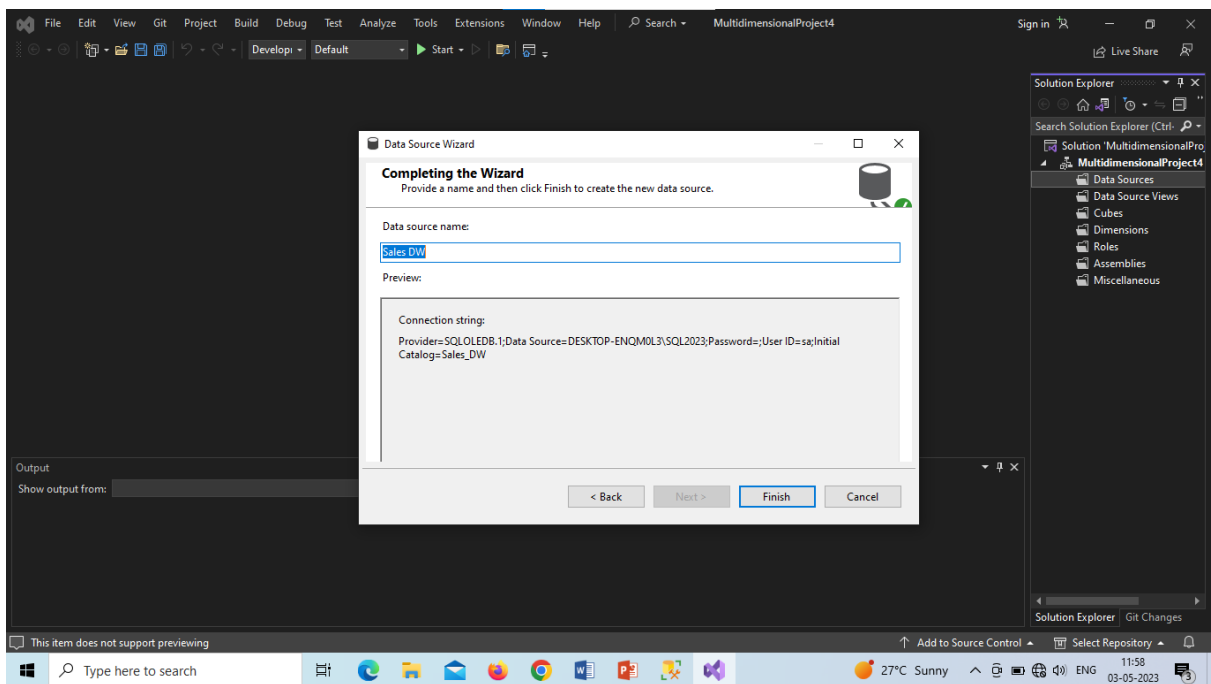 File Edit View Git Project Build Debug Test Analyze Tools Extensions Window Help Search MultidimensionalProject4 Sign in
Develop Default Start Live Share
Solution Explorer
Search Solution Explorer (Ctrl-
Solution 'MultidimensionalPro
MultidimensionalProject4
Data Sources
Data Source Views
Cubes
Dimensions
Roles
Assemblies
Miscellaneous
Data Source Wizard
Completing the Wizard
Provide a name and then click Finish to create the new data source.
Data source name:
Sales DW
Preview:
Connection string:
Provider=SQLOLEDB.1;Data Source=DESKTOP-ENQM0L3\SQL2023;Password=;User ID=sa;Initial
Catalog=Sales_DW
< Back Next > Finish Cancel
Output
Show output from:
Solution Explorer Git Changes
This item does not support previewing Add to Source Control Select Repository
Type here to search 27°C Sunny ENG 11:58
03-05-2023 3